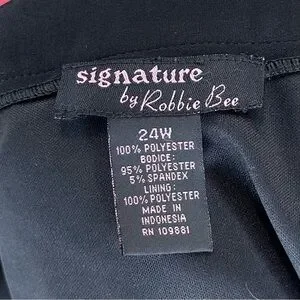 signature
by Robbie Bee
24W
100% POLYESTER
BODICE:
95% POLYESTER
5% SPANDEX
LINING:
100% POLYESTER
MADE IN
INDONESIA
RN 109881